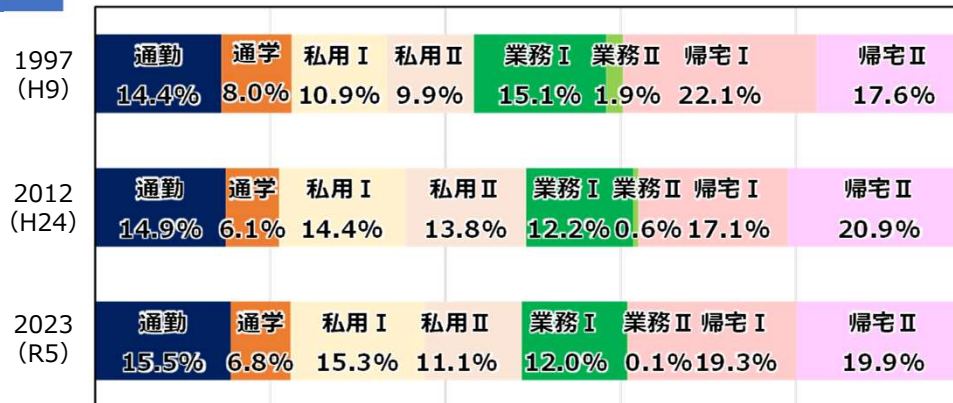 1997
(H9)
通勤 通学 私用Ⅰ 私用Ⅱ 業務Ⅰ 業務Ⅱ 帰宅Ⅰ 帰宅Ⅱ
14.4% 8.0% 10.9% 9.9% 15.1% 1.9% 22.1% 17.6%
2012
(H24)
通勤 通学 私用Ⅰ 私用Ⅱ 業務Ⅰ 業務Ⅱ 帰宅Ⅰ 帰宅Ⅱ
14.9% 6.1% 14.4% 13.8% 12.2% 0.6% 17.1% 20.9%
2023
(R5)
通勤 通学 私用Ⅰ 私用Ⅱ 業務Ⅰ 業務Ⅱ 帰宅Ⅰ 帰宅Ⅱ
15.5% 6.8% 15.3% 11.1% 12.0% 0.1% 19.3% 19.9%